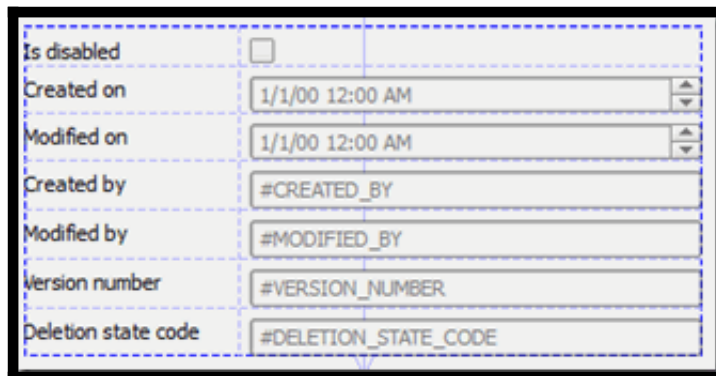 Is disabled
Created on 1/1/00 12:00 AM
Modified on 1/1/00 12:00 AM
Created by #CREATED_BY
Modified by #MODIFIED_BY
Version number #VERSION_NUMBER
Deletion state code #DELETION_STATE_CODE